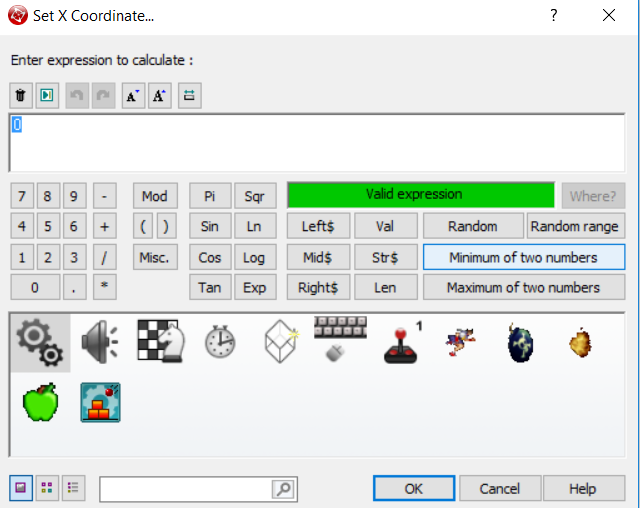 Set X Coordinate...
?
Enter expression to calculate :
A A
0
7 8 9 - Mod Pi Sqr Valid expression Where?
4 5 6 + ( ) Sin Ln Left$ Val Random Random range
1 2 3 / Misc. Cos Log Mid$ Str$ Minimum of two numbers
0 . * Tan Exp Right$ Len Maximum of two numbers
1
OK Cancel Help